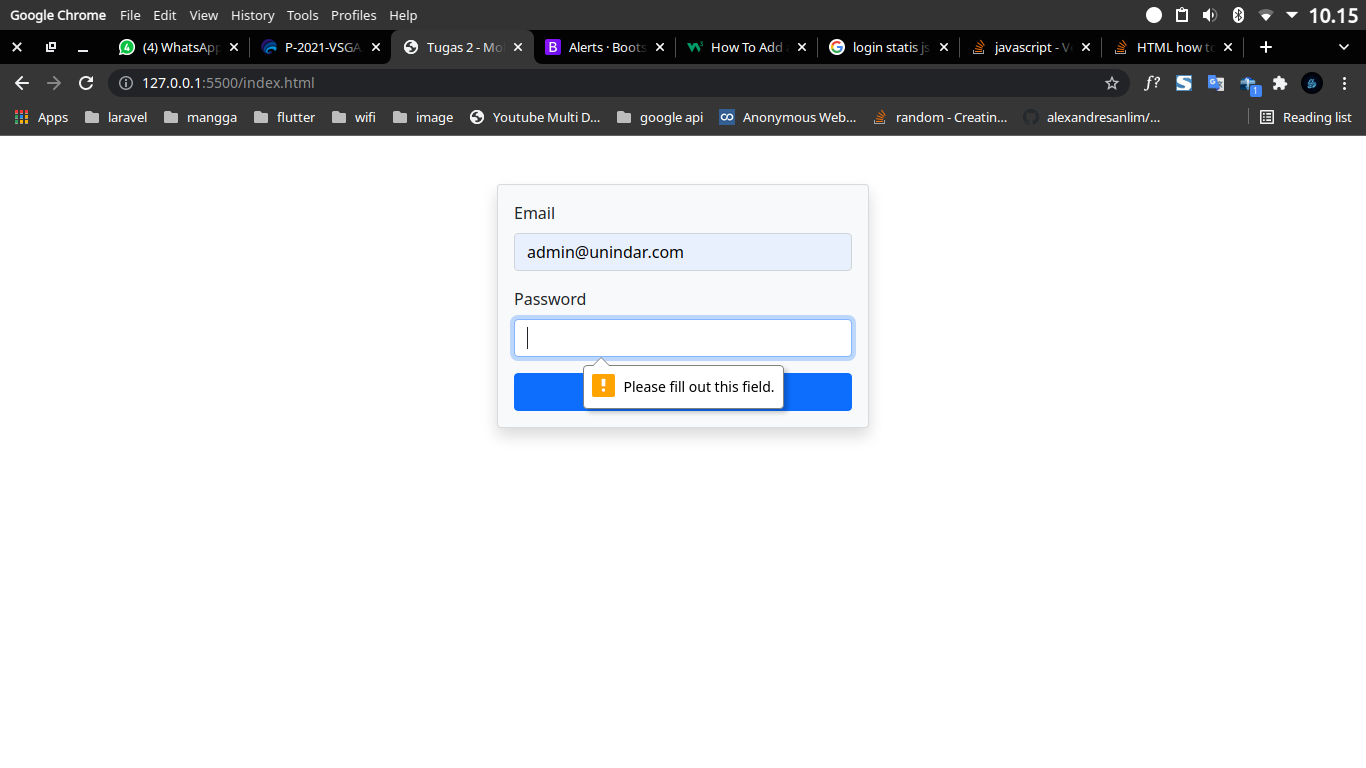 Google Chrome File Edit View History Tools Profiles Help 10.15
4 (4) WhatsApp P-2021-VSGA Tugas 2 - Mo B Alerts · Boots How To Add login statis js javascript - V HTML how to
127.0.0.1:5500/index.html ƒ? S 1
Apps laravel mangga flutter wifi image Youtube Multi D... google api Anonymous Web... random - Creatin... alexandresanlim/... Reading list
Email
admin@unindar.com
Password
Please fill out this field.